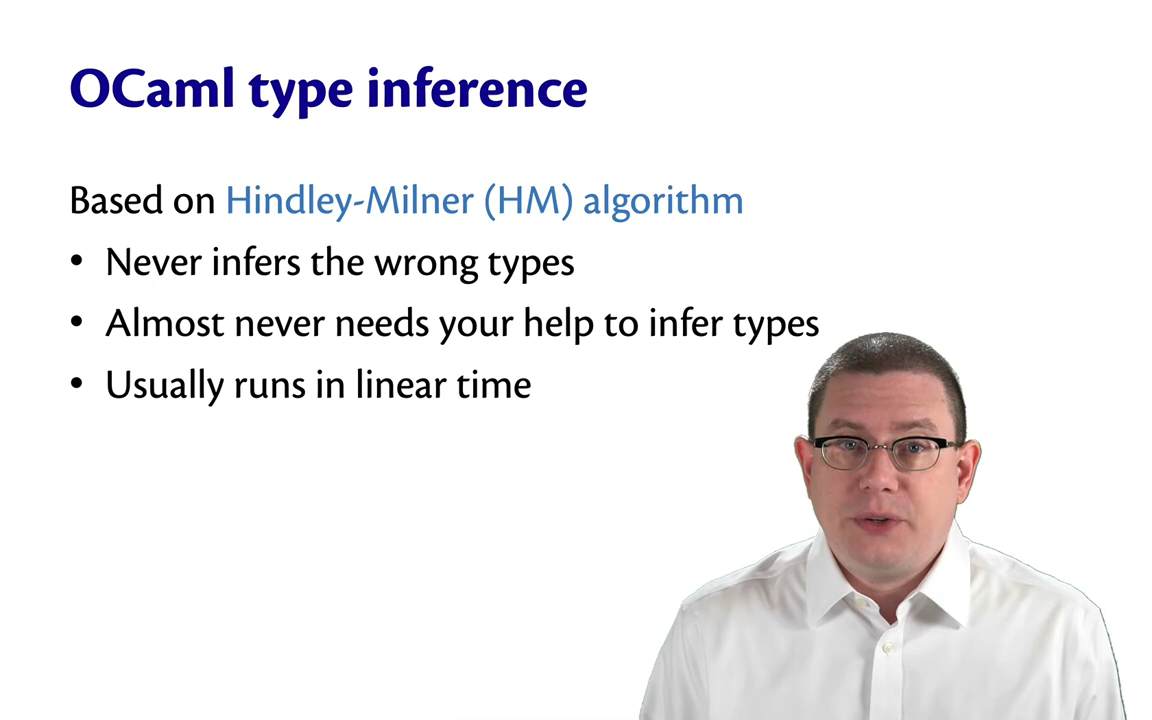 OCaml type inference
Based on Hindley-Milner (HM) algorithm
• Never infers the wrong types
• Almost never needs your help to infer types
• Usually runs in linear time